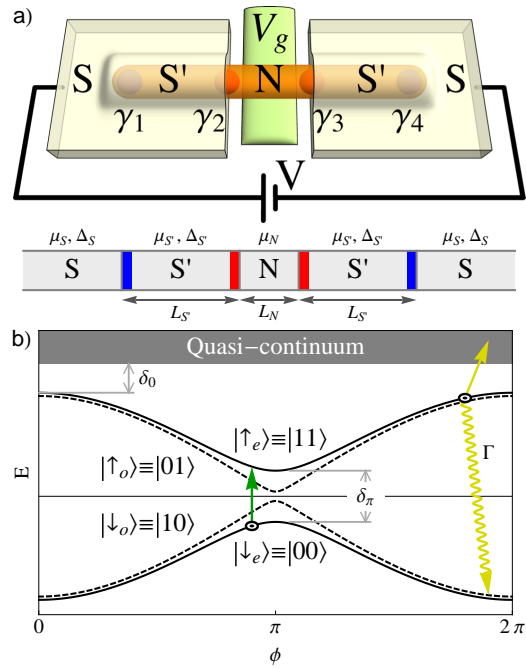 a)
V_g
S S' N S' S
γ_1 γ_2 γ_3 γ_4
V
μ_S, Δ_S μ_S', Δ_S' μ_N μ_S', Δ_S' μ_S, Δ_S
S S' N S' S
L_S' L_N L_S'
b)
Quasi-continuum
δ_0
|↑_e⟩≡|11⟩
|↑_o⟩≡|01⟩
Γ
E
δ_π
|↓_o⟩≡|10⟩ |↓_e⟩≡|00⟩
0 π 2 π
ϕ